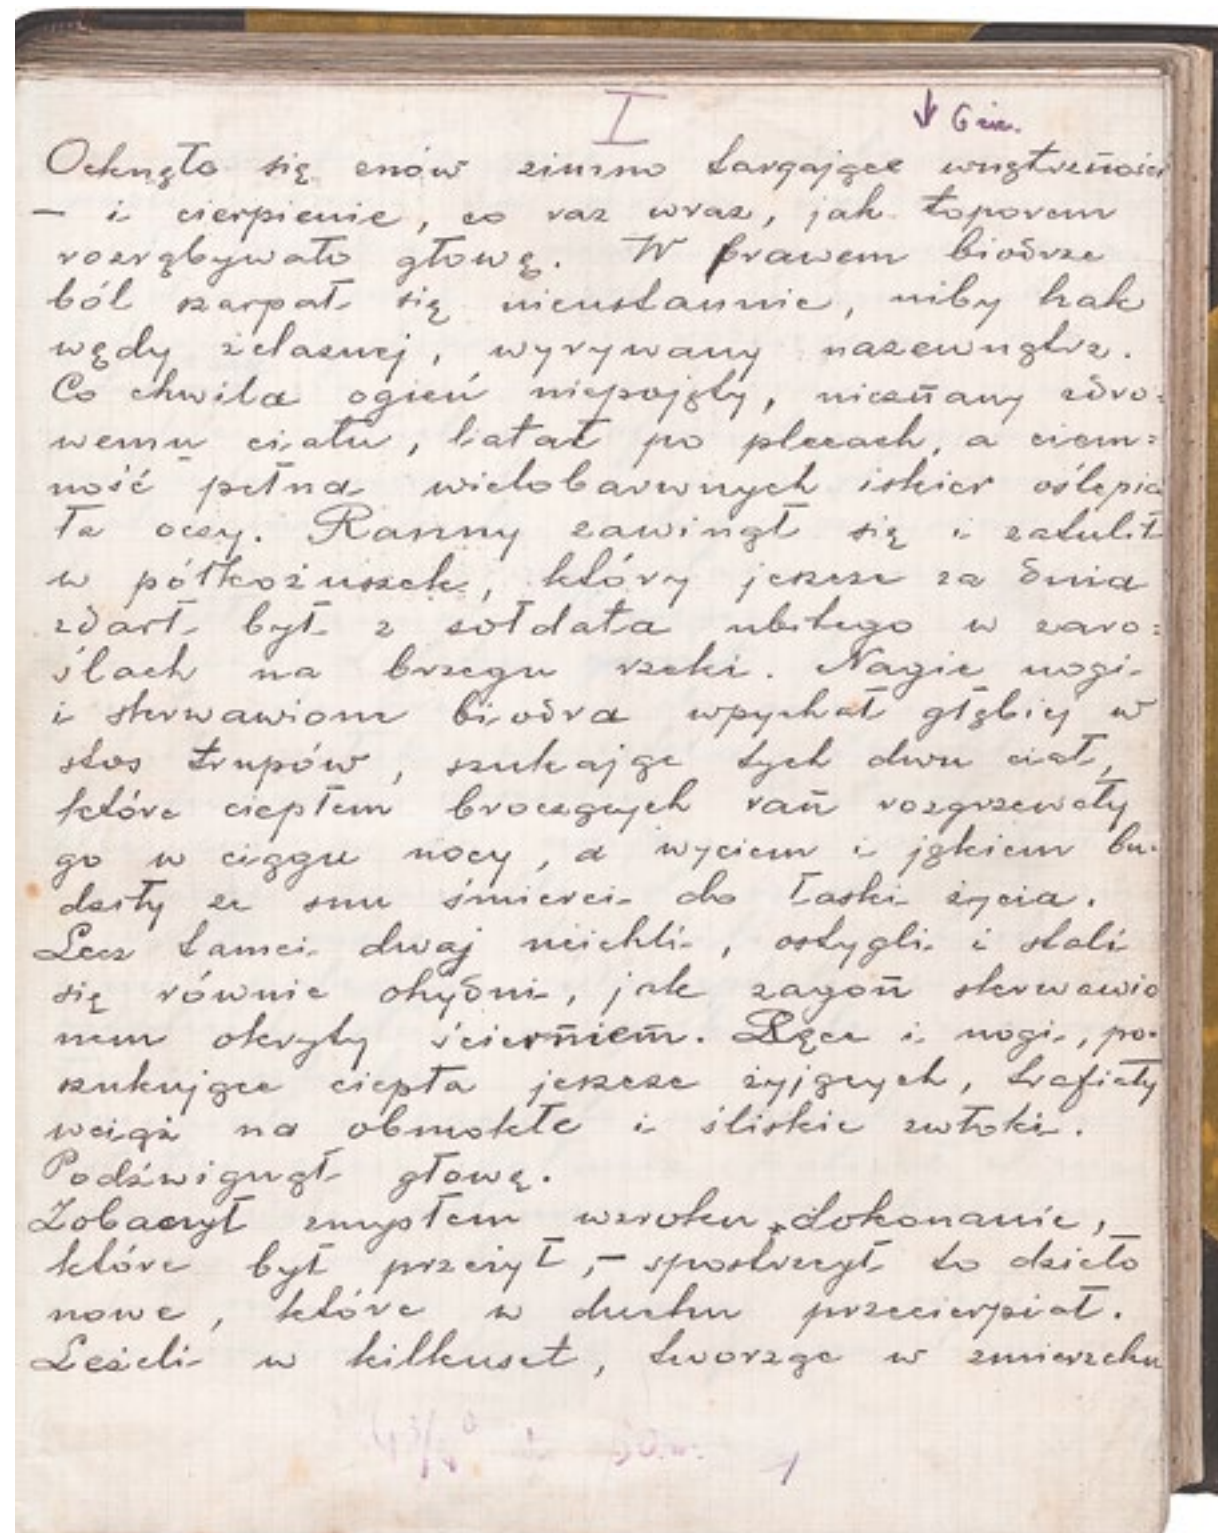 I
↓ 6
Ocknęło się znów zimno targające wnętrzności
— i cierpienie, co raz wraz, jak toporem
rozrąbywało głowę. W prawem biodrze
ból szarpał się nieustannie, niby hak
wędy żelaznej, wyrywany nazewnątrz.
Co chwila ogień niepojęty, nieznany zdro=
wemu ciału, latał po plecach, a ciem=
ność pełna wielobarwnych iskier oślepia
ła oczy. Ranny zawinął się i zatulił
w półkożuszek, który jeszcze za dnia
zdarł był z sołdata ubitego w zaro=
ślach na brzegu rzeki. Nagie nogi
i skrwawione biodra wpychał głębiej w
stos trupów, szukając tych dwu ciał,
które ciepłem broczących ran rozgrzewały
go w ciągu nocy, a wyciem i jękiem bu-
dziły ze snu śmierci do łaski życia.
Lecz tamci dwaj ucichli, ostygli i stali
się równie ohydni, jak zagon skrwawio
nem okryty ścierniem. Ręce i nogi, po-
szukujące ciepła jeszcze żyjących, trafiały
wciąż na obmokłe i śliskie zwłoki.
Podźwignął głowę.
Zobaczył zmysłem wzroku dokonanie,
które był przeżył, — spostrzegł to dzieło
nowe, które w duchu przecierpiał.
Leżeli w kilkuset, tworząc w zmierzchu
1